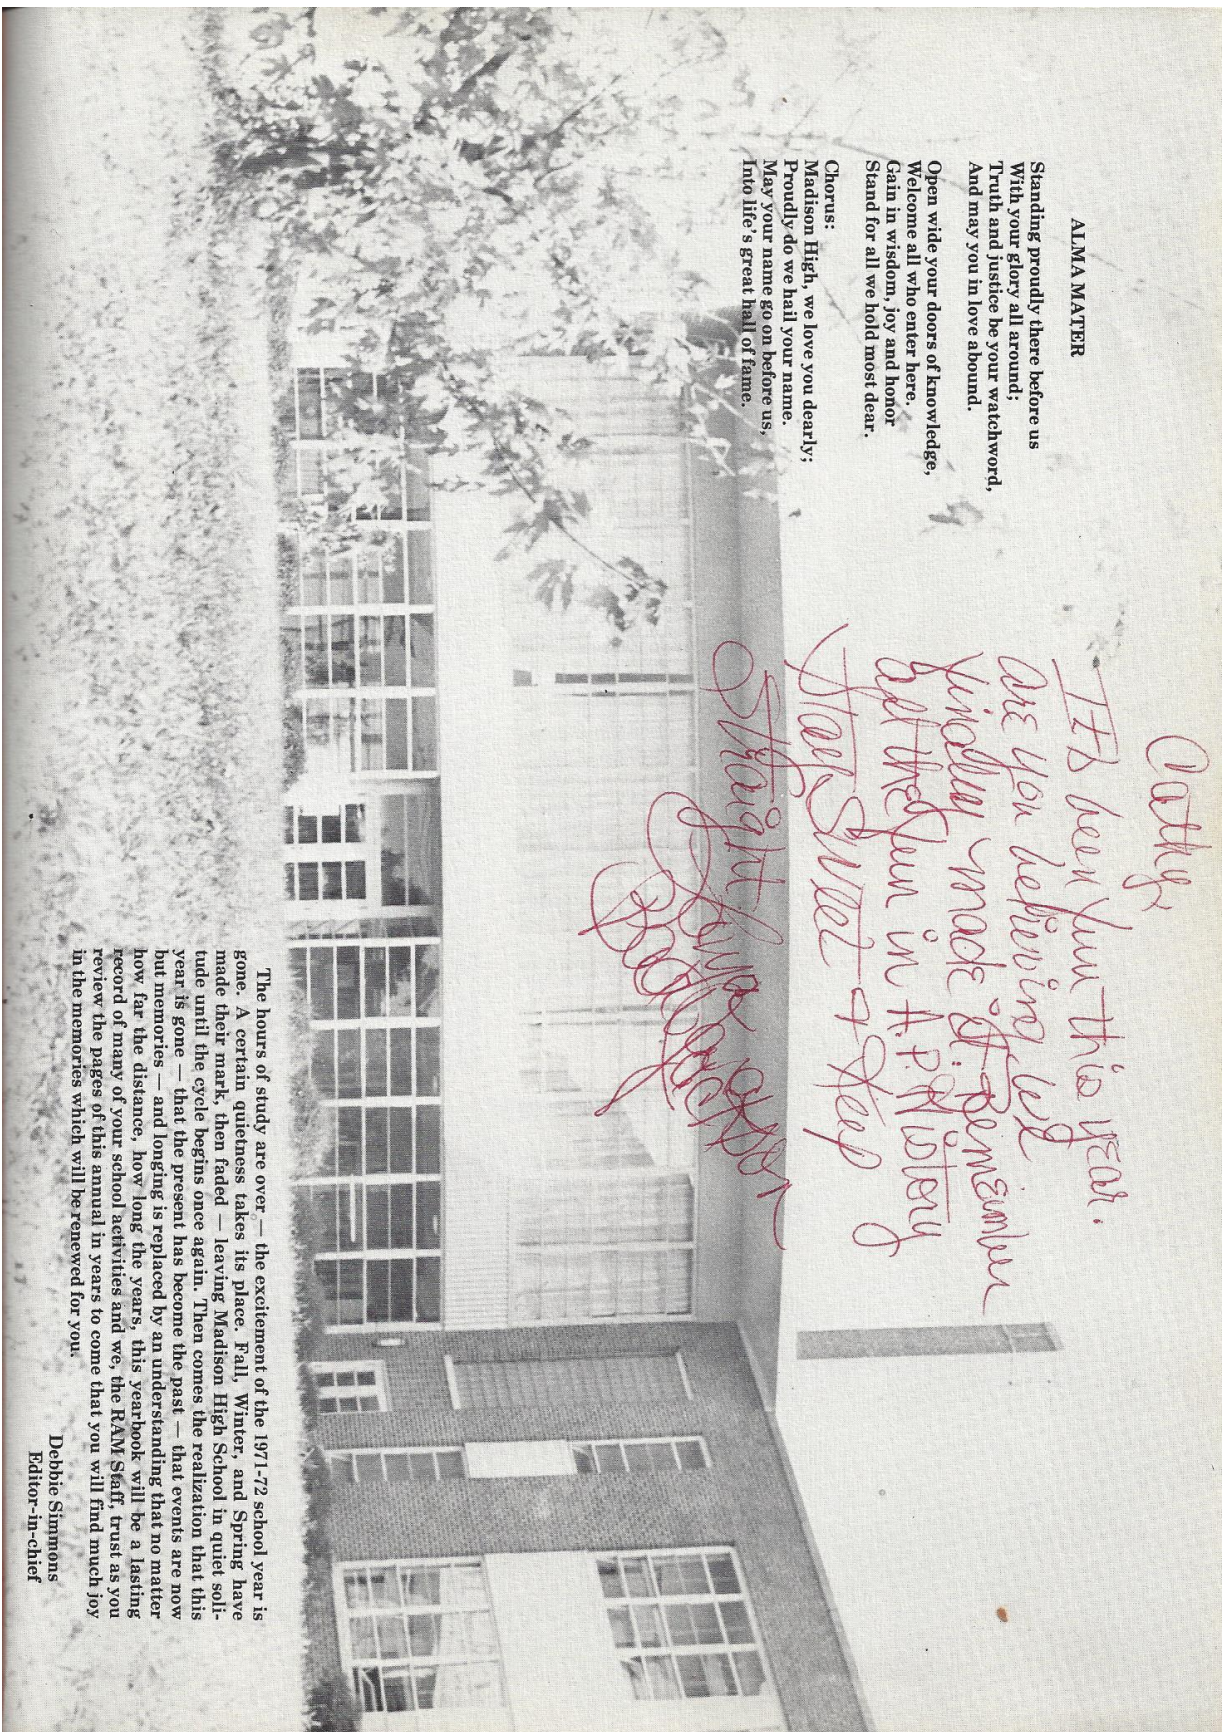 ALMA MATER
Standing proudly there before us
With your glory all around;
Truth and justice be your watchword,
And may you in love abound.
Open wide your doors of knowledge,
Welcome all who enter here.
Gain in wisdom, joy and honor
Stand for all we hold most dear.
Chorus:
Madison High, we love you dearly;
Proudly do we hail your name.
May your name go on before us,
Into life's great hall of fame.
Cathy,
It's been fun this year.
Are you believing we
finally made it. Remember
all the fun in A.P. History
Stay Sweet + Keep
Straight
The hours of study are over — the excitement of the 1971-72 school year is
gone. A certain quietness takes its place. Fall, Winter, and Spring have
made their mark, then faded — leaving Madison High School in quiet soli-
tude until the cycle begins once again. Then comes the realization that this
year is gone — that the present has become the past — that events are now
but memories — and longing is replaced by an understanding that no matter
how far the distance, how long the years, this yearbook will be a lasting
record of many of your school activities and we, the RAM Staff, trust as you
review the pages of this annual in years to come that you will find much joy
in the memories which will be renewed for you.
Debbie Simmons
Editor-in-chief